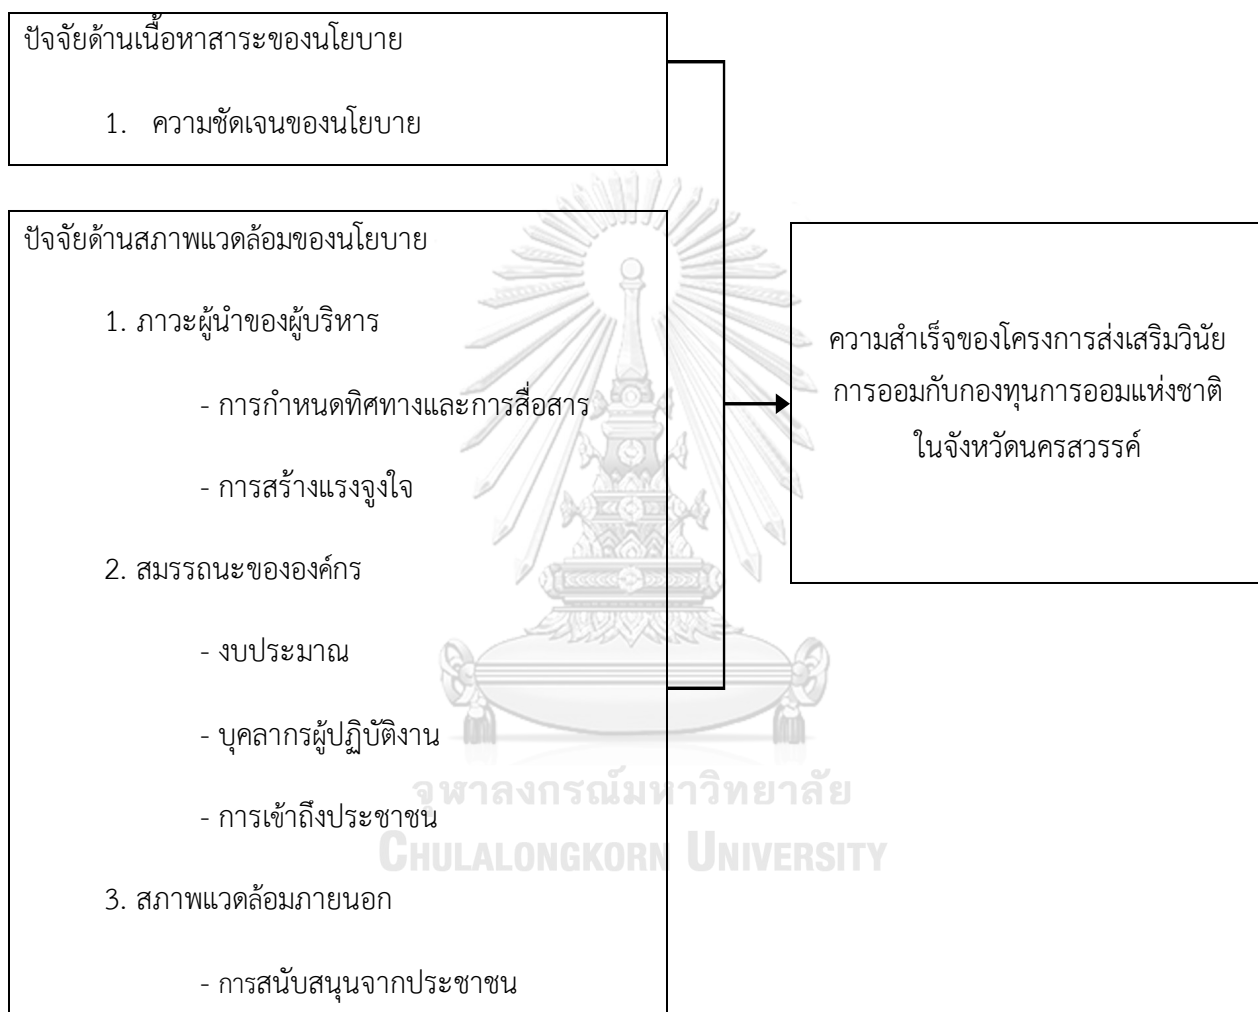 ปัจจัยด้านเนื้อหาสาระของนโยบาย
1. ความชัดเจนของนโยบาย
ปัจจัยด้านสภาพแวดล้อมของนโยบาย
1. ภาวะผู้นำของผู้บริหาร
- การกำหนดทิศทางและการสื่อสาร
- การสร้างแรงจูงใจ
2. สมรรถนะขององค์กร
- งบประมาณ
- บุคลากรผู้ปฏิบัติงาน
- การเข้าถึงประชาชน
3. สภาพแวดล้อมภายนอก
- การสนับสนุนจากประชาชน
ความสำเร็จของโครงการส่งเสริมวินัย
การออมกับกองทุนการออมแห่งชาติ
ในจังหวัดนครสวรรค์
จุฬาลงกรณ์มหาวิทยาลัย
CHULALONGKORN UNIVERSITY